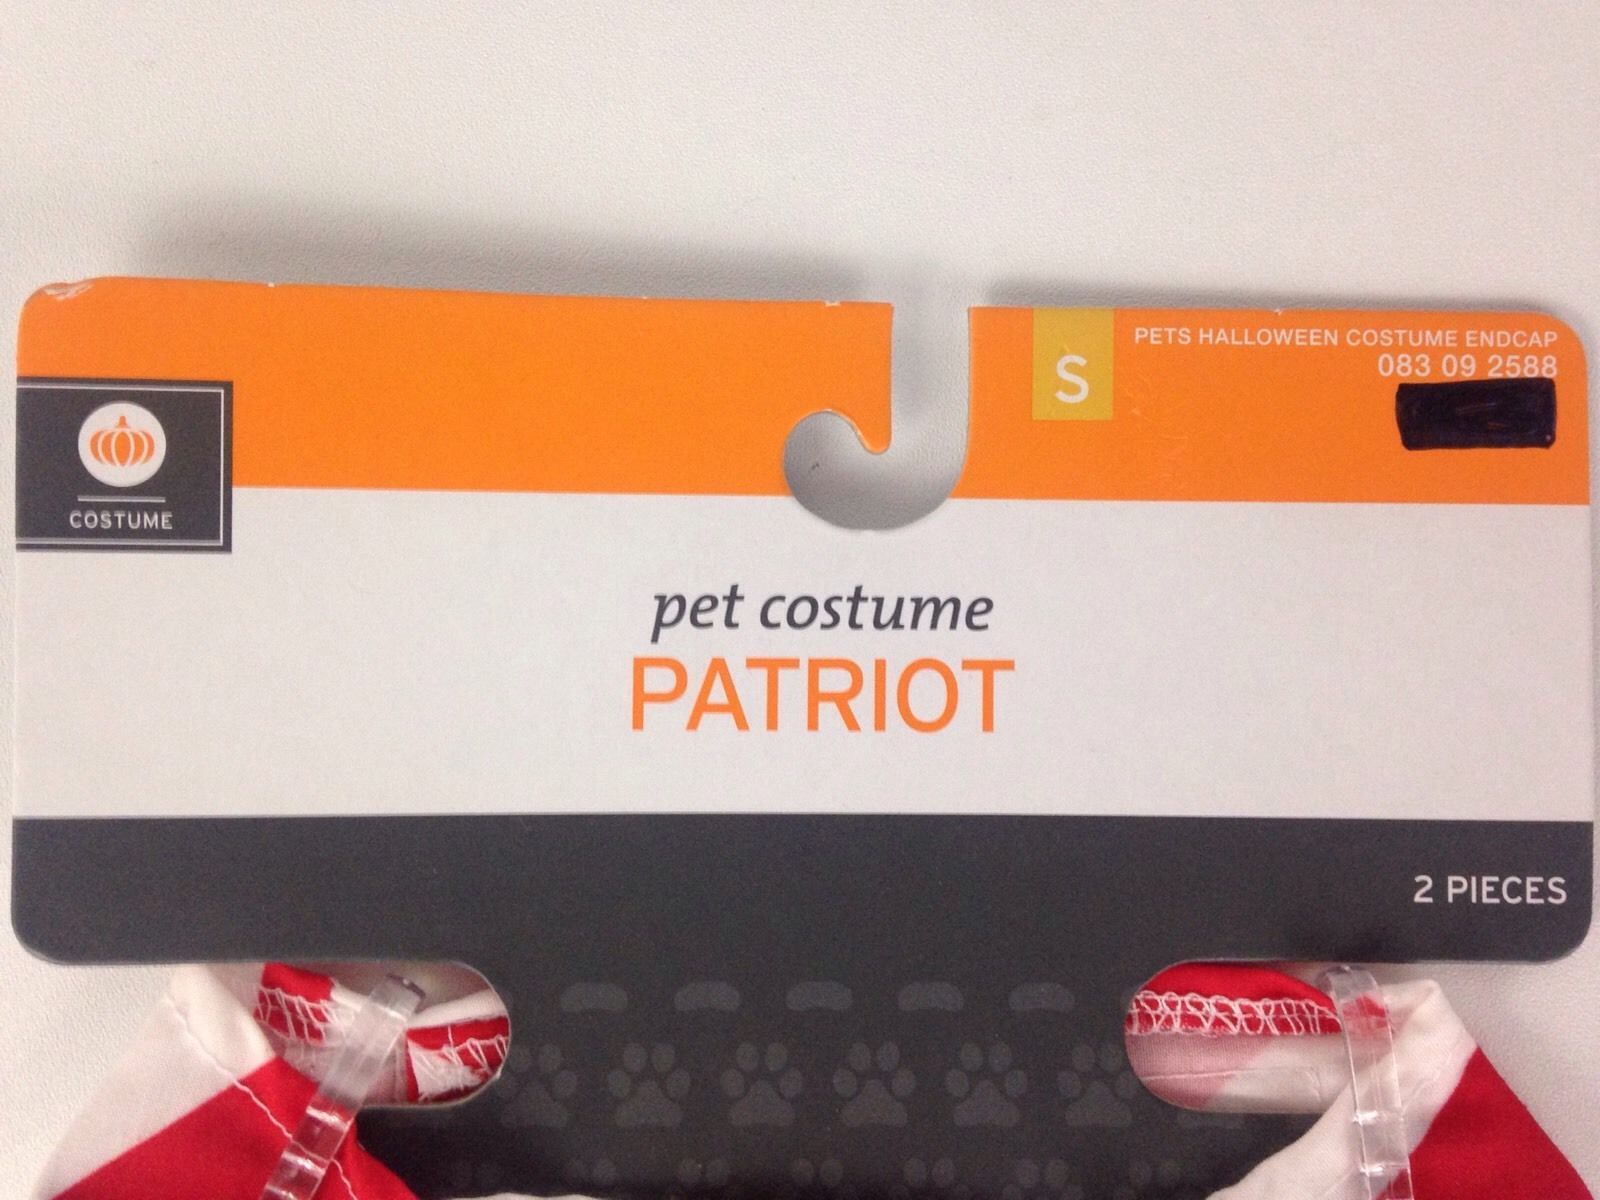 S
PETS HALLOWEEN COSTUME ENDCAP
083 09 2588
COSTUME
pet costume
PATRIOT
2 PIECES